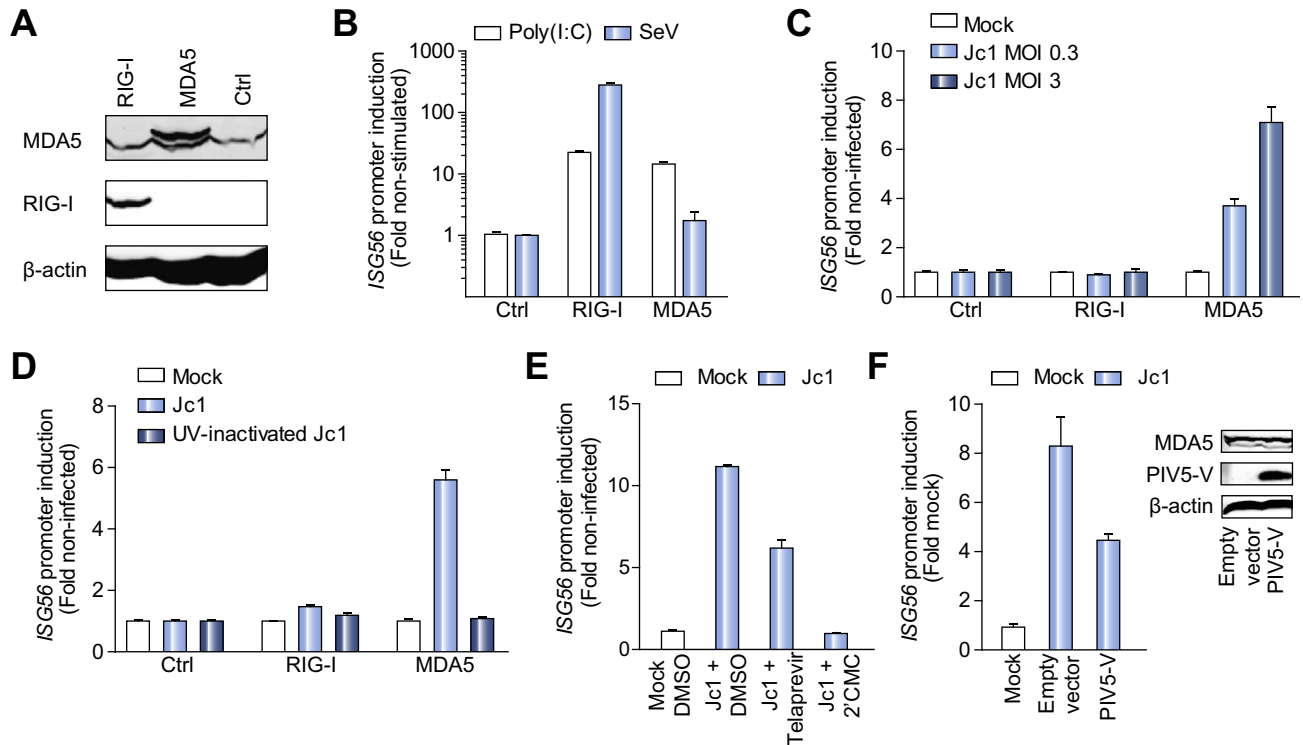 A
RIG-I
MDA5
Ctrl
MDA5
RIG-I
β-actin
B
Poly(I:C) SeV
ISG56 promoter induction
(Fold non-stimulated)
1000
100
10
1
Ctrl RIG-I MDA5
C
Mock
Jc1 MOI 0.3
Jc1 MOI 3
ISG56 promoter induction
(Fold non-infected)
10
8
6
4
2
0
Ctrl RIG-I MDA5
D
Mock
Jc1
UV-inactivated Jc1
ISG56 promoter induction
(Fold non-infected)
8
6
4
2
0
Ctrl RIG-I MDA5
E
Mock Jc1
ISG56 promoter induction
(Fold non-infected)
15
10
5
0
Mock
DMSO
Jc1 +
DMSO
Jc1 +
Telaprevir
Jc1 +
2'CMC
F
Mock Jc1
ISG56 promoter induction
(Fold mock)
10
8
6
4
2
0
Mock
Empty
vector
PIV5-V
MDA5
PIV5-V
β-actin
Empty
vector
PIV5-V